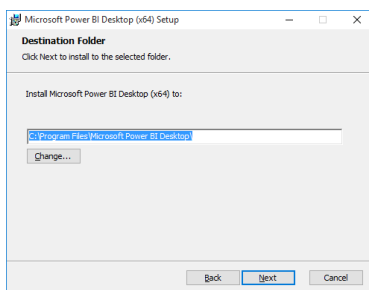 Microsoft Power BI Desktop (x64) Setup
Destination Folder
Click Next to install to the selected folder.
Install Microsoft Power BI Desktop (x64) to:
C:\Program Files\Microsoft Power BI Desktop\
Change...
Back Next Cancel